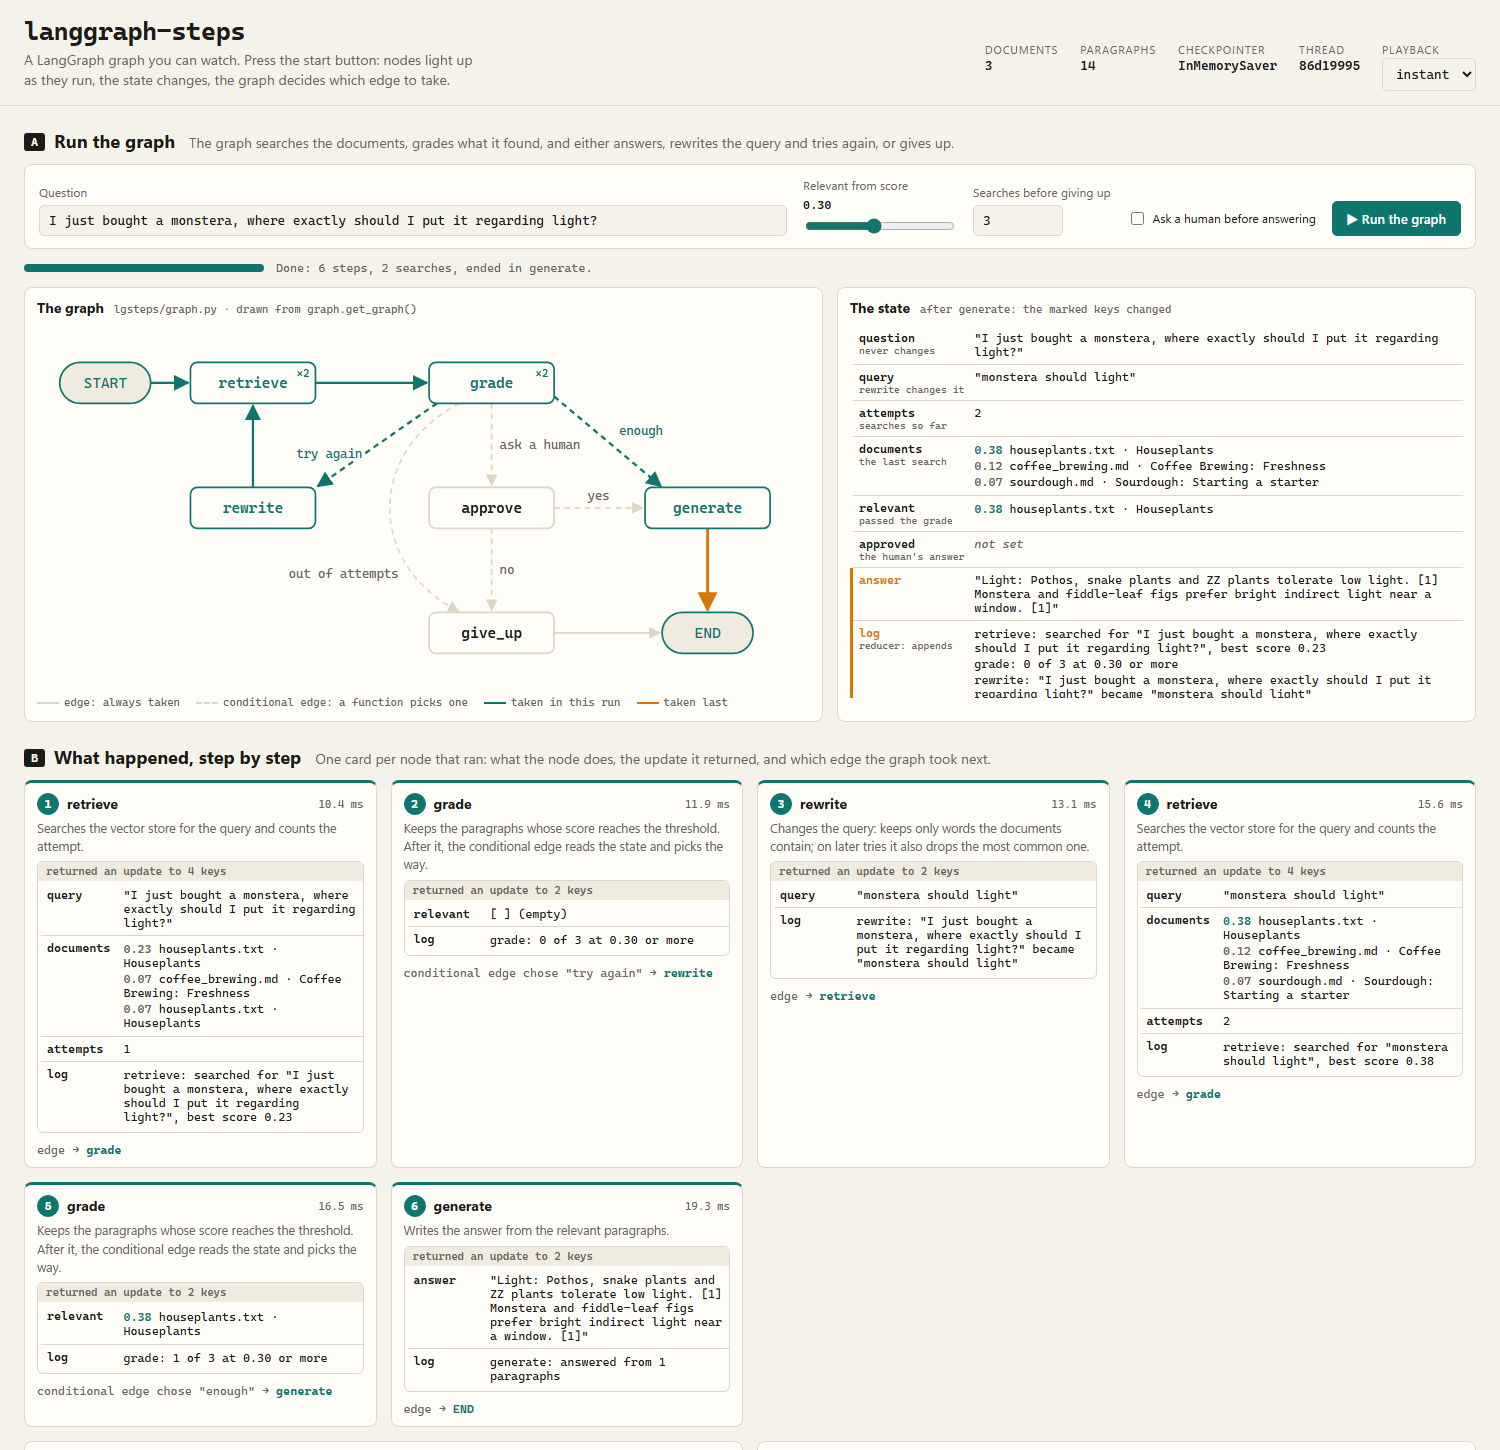 langgraph-steps
A LangGraph graph you can watch. Press the start button: nodes light up
as they run, the state changes, the graph decides which edge to take.
DOCUMENTS
3
PARAGRAPHS
14
CHECKPOINTER
InMemorySaver
THREAD
86d19995
PLAYBACK
instant
A Run the graph The graph searches the documents, grades what it found, and either answers, rewrites the query and tries again, or gives up.
Question
I just bought a monstera, where exactly should I put it regarding light?
Relevant from score
0.30
Searches before giving up
3
Ask a human before answering
▶ Run the graph
Done: 6 steps, 2 searches, ended in generate.
The graph lgsteps/graph.py · drawn from graph.get_graph()
START
retrieve ×2
grade ×2
try again
ask a human
enough
rewrite
approve
yes
generate
out of attempts
no
give_up
END
edge: always taken
conditional edge: a function picks one
taken in this run
taken last
The state after generate: the marked keys changed
question
never changes
"I just bought a monstera, where exactly should I put it regarding
light?"
query
rewrite changes it
"monstera should light"
attempts
searches so far
2
documents
the last search
0.38 houseplants.txt · Houseplants
0.12 coffee_brewing.md · Coffee Brewing: Freshness
0.07 sourdough.md · Sourdough: Starting a starter
relevant
passed the grade
0.38 houseplants.txt · Houseplants
approved
the human's answer
not set
answer
"Light: Pothos, snake plants and ZZ plants tolerate low light. [1]
Monstera and fiddle-leaf figs prefer bright indirect light near a
window. [1]"
log
reducer: appends
retrieve: searched for "I just bought a monstera, where exactly
should I put it regarding light?", best score 0.23
grade: 0 of 3 at 0.30 or more
rewrite: "I just bought a monstera, where exactly should I put it
regarding light?" became "monstera should light"
B What happened, step by step One card per node that ran: what the node does, the update it returned, and which edge the graph took next.
1 retrieve 10.4 ms
Searches the vector store for the query and counts the
attempt.
returned an update to 4 keys
query
"I just bought a monstera, where
exactly should I put it regarding
light?"
documents
0.23 houseplants.txt ·
Houseplants
0.07 coffee_brewing.md · Coffee
Brewing: Freshness
0.07 houseplants.txt ·
Houseplants
attempts
1
log
retrieve: searched for "I just
bought a monstera, where exactly
should I put it regarding
light?", best score 0.23
edge → grade
2 grade 11.9 ms
Keeps the paragraphs whose score reaches the threshold.
After it, the conditional edge reads the state and picks the
way.
returned an update to 2 keys
relevant
[ ] (empty)
log
grade: 0 of 3 at 0.30 or more
conditional edge chose "try again" → rewrite
3 rewrite 13.1 ms
Changes the query: keeps only words the documents
contain; on later tries it also drops the most common one.
returned an update to 2 keys
query
"monstera should light"
log
rewrite: "I just bought a
monstera, where exactly should I
put it regarding light?" became
"monstera should light"
edge → retrieve
4 retrieve 15.6 ms
Searches the vector store for the query and counts the
attempt.
returned an update to 4 keys
query
"monstera should light"
documents
0.38 houseplants.txt ·
Houseplants
0.12 coffee_brewing.md · Coffee
Brewing: Freshness
0.07 sourdough.md · Sourdough:
Starting a starter
attempts
2
log
retrieve: searched for "monstera
should light", best score 0.38
edge → grade
5 grade 16.5 ms
Keeps the paragraphs whose score reaches the threshold.
After it, the conditional edge reads the state and picks the
way.
returned an update to 2 keys
relevant
0.38 houseplants.txt ·
Houseplants
log
grade: 1 of 3 at 0.30 or more
conditional edge chose "enough" → generate
6 generate 19.3 ms
Writes the answer from the relevant paragraphs.
returned an update to 2 keys
answer
"Light: Pothos, snake plants and
ZZ plants tolerate low light. [1]
Monstera and fiddle-leaf figs
prefer bright indirect light near
a window. [1]"
log
generate: answered from 1
paragraphs
edge → END